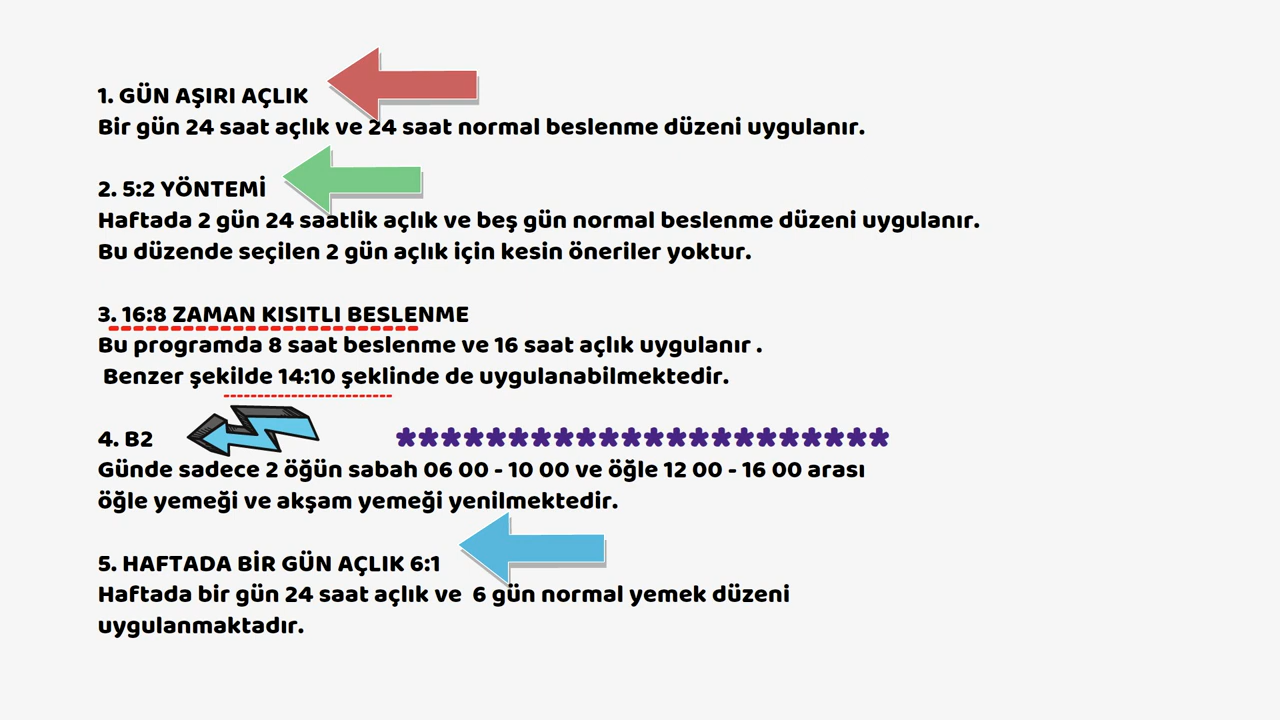 1. GÜN AŞIRI AÇLIK
Bir gün 24 saat açlık ve 24 saat normal beslenme düzeni uygulanır.
2. 5:2 YÖNTEMİ
Haftada 2 gün 24 saatlik açlık ve beş gün normal beslenme düzeni uygulanır.
Bu düzende seçilen 2 gün açlık için kesin öneriler yoktur.
3. 16:8 ZAMAN KISITLI BESLENME
Bu programda 8 saat beslenme ve 16 saat açlık uygulanır .
Benzer şekilde 14:10 şeklinde de uygulanabilmektedir.
4. B2
Günde sadece 2 öğün sabah 06 00 - 10 00 ve öğle 12 00 - 16 00 arası
öğle yemeği ve akşam yemeği yenilmektedir.
5. HAFTADA BİR GÜN AÇLIK 6:1
Haftada bir gün 24 saat açlık ve  6 gün normal yemek düzeni
uygulanmaktadır.